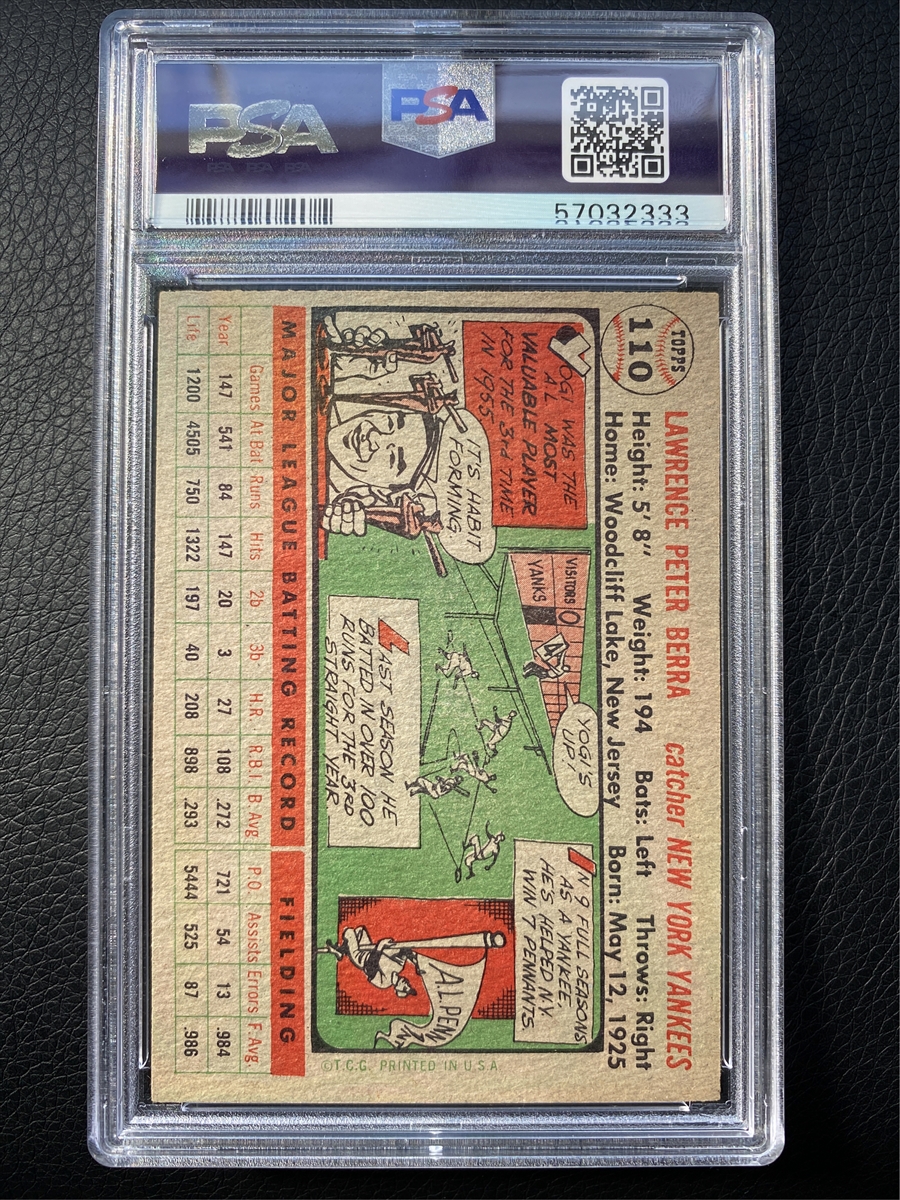 PSA
PSA
PSA PSA PSA
57032333
TOPPS
110
LAWRENCE PETER BERRA catcher NEW YORK YANKEES
Height: 5' 8" Weight: 194 Bats: Left Throws: Right
Home: Woodcliff Lake, New Jersey Born: May 12, 1925
YOGI WAS THE
AL MOST
VALUABLE PLAYER
FOR THE 3rd TIME
IN 1955
IT'S HABIT
FORMING
VISITORS 0
YANKS
YOGI'S
UP!
LAST SEASON HE
BATTED IN OVER 100
RUNS FOR THE 3RD
STRAIGHT YEAR
IN 9 FULL SEASONS
AS A YANKEE,
HE'S HELPED N.Y.
WIN 7 PENNANTS
A.L. PEN
©T.C.G. PRINTED IN U.S.A.
MAJOR LEAGUE BATTING RECORD FIELDING
Games At Bat Runs Hits 2b. 3b H.R R.B.I. B Avg. P.O. Assists Errors F.Avg.
Year 147 541 84 147 20 3 27 108 .272 721 54 13 .984
Life 1200 4505 750 1322 197 40 208 898 .293 5444 525 87 .986